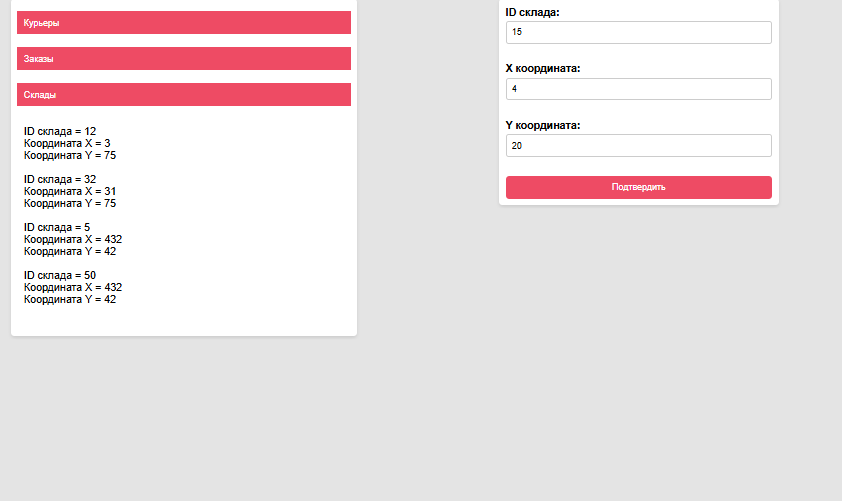 Курьеры
Заказы
Склады
ID склада = 12
Координата X = 3
Координата Y = 75
ID склада = 32
Координата X = 31
Координата Y = 75
ID склада = 5
Координата X = 432
Координата Y = 42
ID склада = 50
Координата X = 432
Координата Y = 42
ID склада:
15
X координата:
4
Y координата:
20
Подтвердить